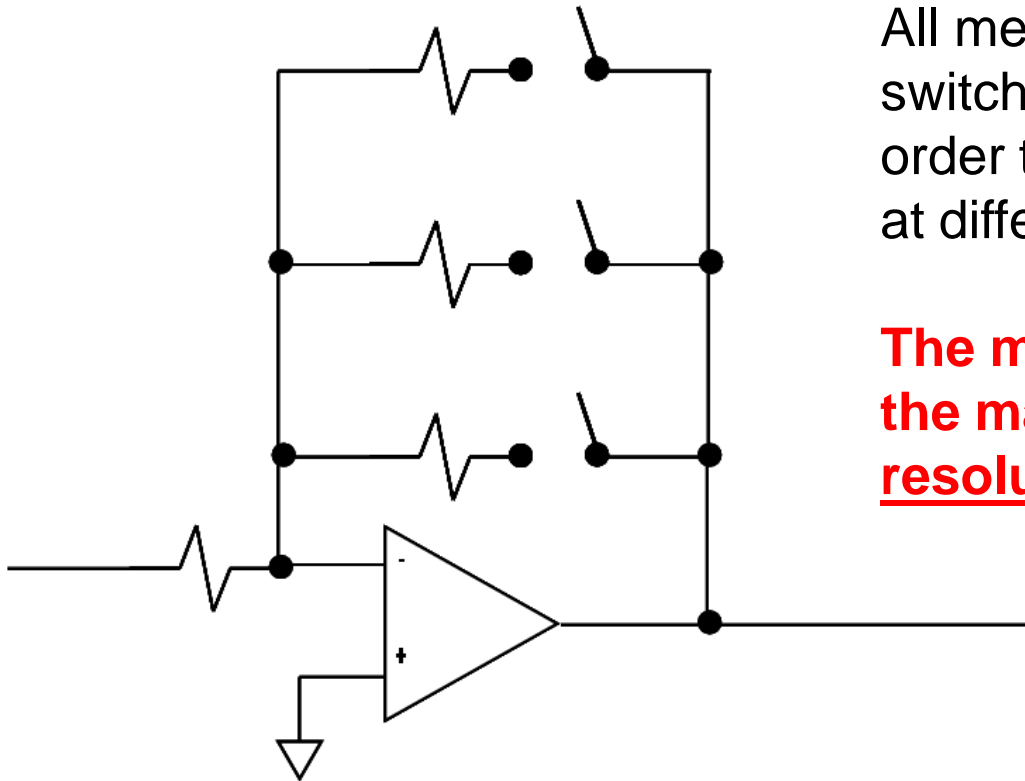 All me
switch
order t
at diffe
The m
the ma
resolu
-
+